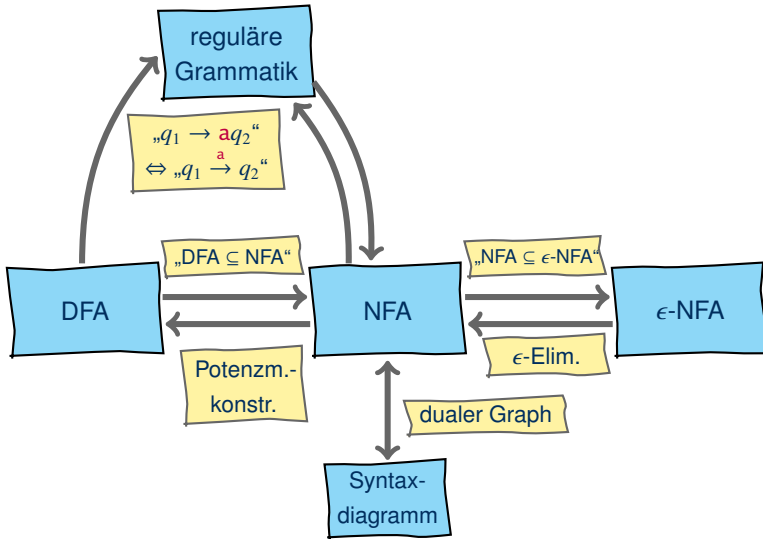 reguläre
Grammatik
„q₁ → aq₂“
⇔ „q₁ →ᵃ q₂“
„DFA ⊆ NFA“
„NFA ⊆ ϵ-NFA“
DFA
NFA
ϵ-NFA
Potenzm.-
konstr.
ϵ-Elim.
dualer Graph
Syntax-
diagramm